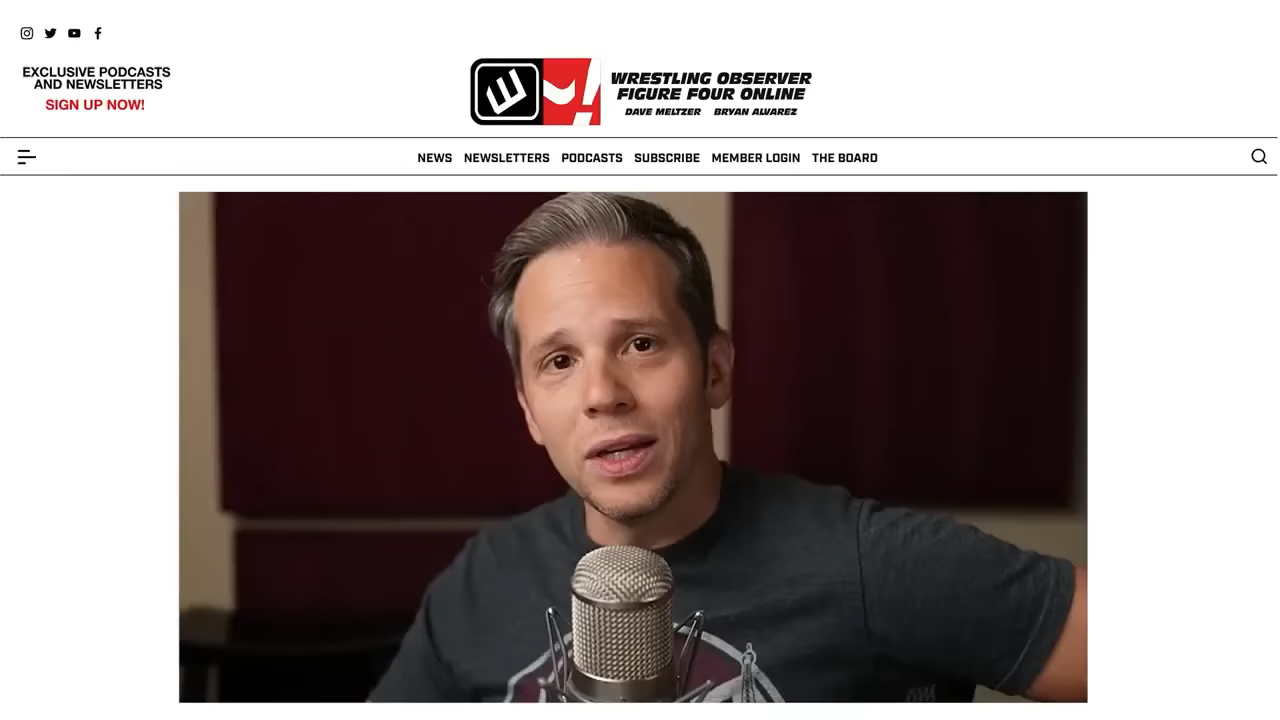 EXCLUSIVE PODCASTS
AND NEWSLETTERS
SIGN UP NOW!
WRESTLING OBSERVER
FIGURE FOUR ONLINE
DAVE MELTZER BRYAN ALVAREZ
NEWS NEWSLETTERS PODCASTS SUBSCRIBE MEMBER LOGIN THE BOARD